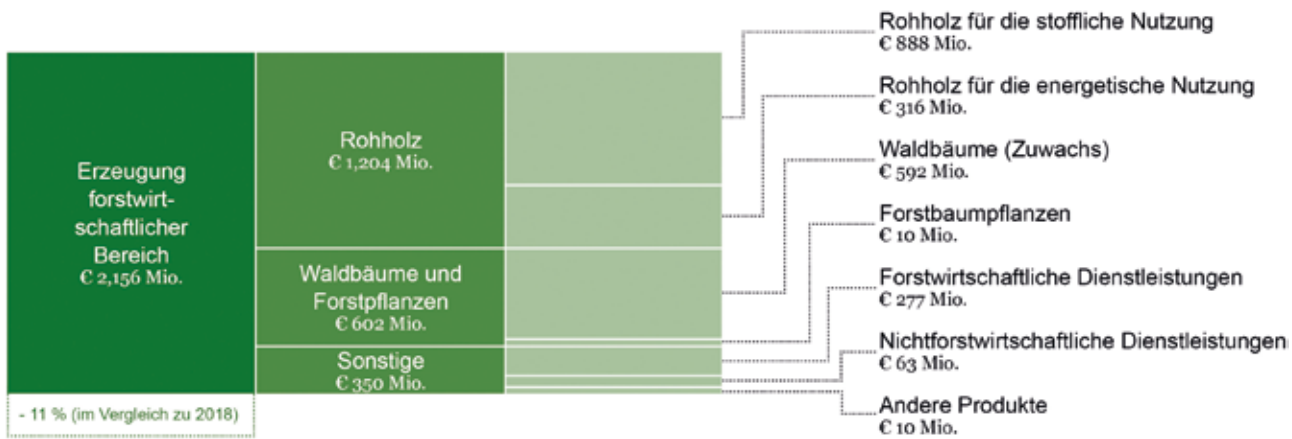 Erzeugung
forstwirt-
schaftlicher
Bereich
€ 2,156 Mio.
- 11 % (im Vergleich zu 2018)
Rohholz
€ 1,204 Mio.
Waldbäume und
Forstpflanzen
€ 602 Mio.
Sonstige
€ 350 Mio.
Rohholz für die stoffliche Nutzung
€ 888 Mio.
Rohholz für die energetische Nutzung
€ 316 Mio.
Waldbäume (Zuwachs)
€ 592 Mio.
Forstbaumpflanzen
€ 10 Mio.
Forstwirtschaftliche Dienstleistungen
€ 277 Mio.
Nichtforstwirtschaftliche Dienstleistungen
€ 63 Mio.
Andere Produkte
€ 10 Mio.